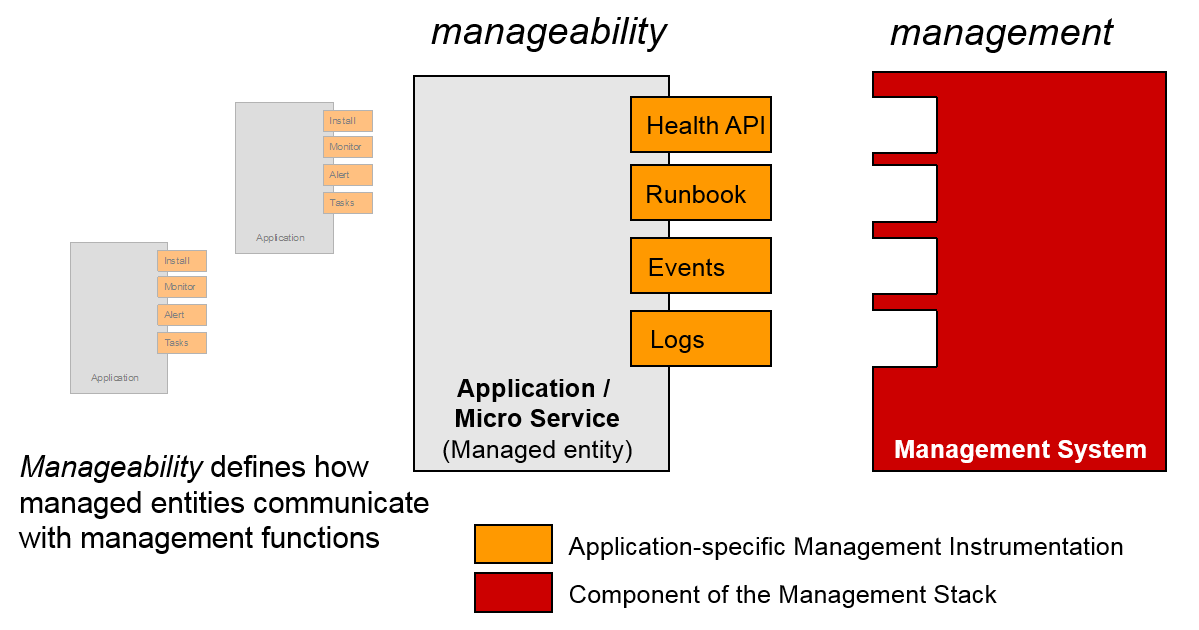 manageability
management
Install
Monitor
Alert
Tasks
Application
Install
Monitor
Alert
Tasks
Application
Health API
Runbook
Events
Logs
Application /
Micro Service
(Managed entity)
Management System
Manageability defines how
managed entities communicate
with management functions
Application-specific Management Instrumentation
Component of the Management Stack